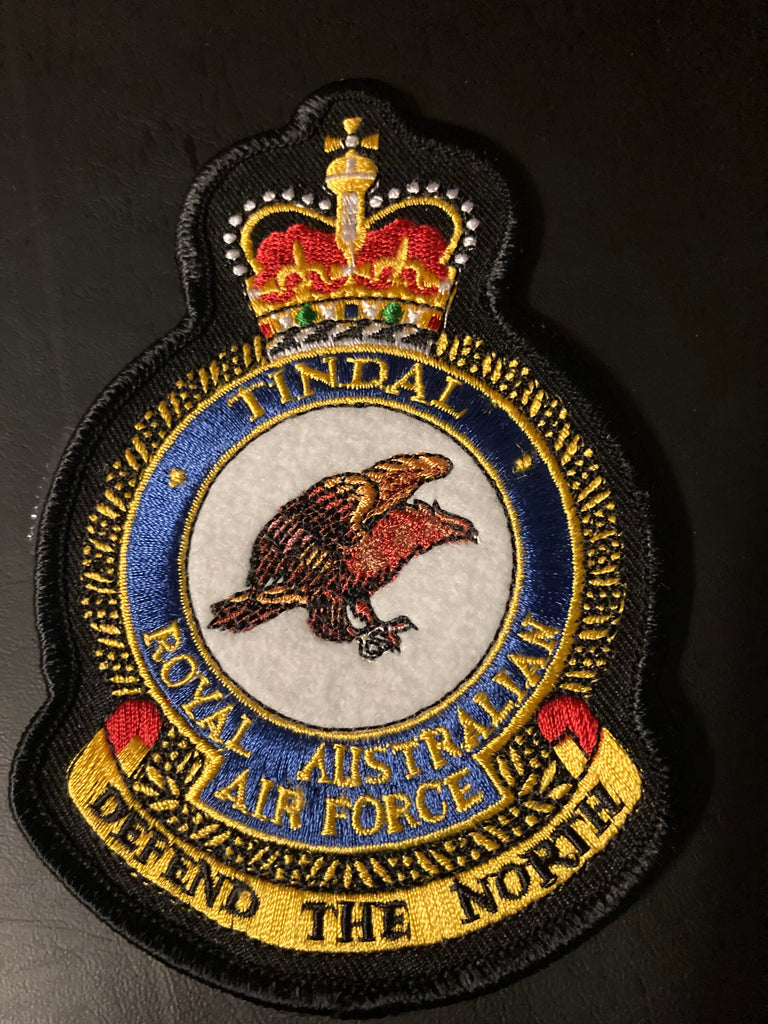 TINDAL
ROYAL AUSTRALIAN
AIR FORCE
DEFEND THE NORTH